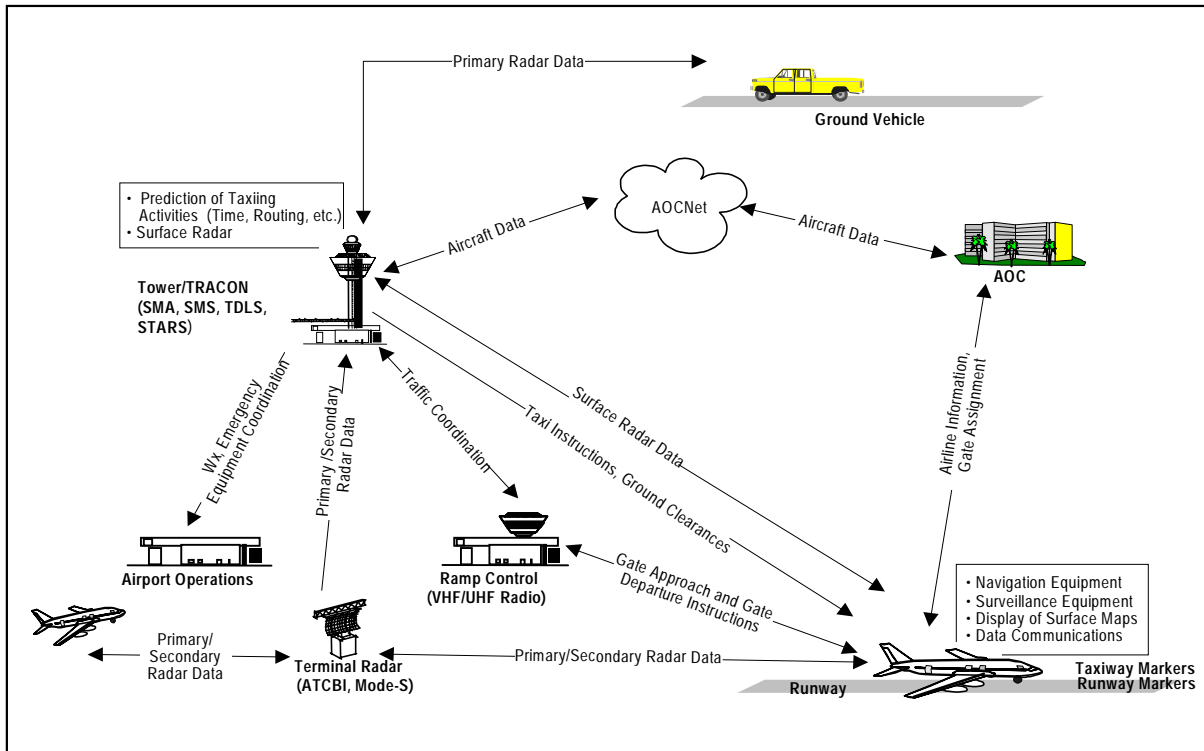 Primary Radar Data
Ground Vehicle
• Prediction of Taxiing
Activities (Time, Routing, etc.)
• Surface Radar
AOCNet
Aircraft Data
Aircraft Data
AOC
Tower/TRACON
(SMA, SMS, TDLS,
STARS)
Wx, Emergency
Equipment Coordination
Primary /Secondary
Radar Data
Traffic
Coordination
Surface Radar Data
Taxi Instructions, Ground Clearances
Airline Information,
Gate Assignment
Airport Operations
Ramp Control
(VHF/UHF Radio)
Gate Approach and Gate
Departure Instructions
• Navigation Equipment
• Surveillance Equipment
• Display of Surface Maps
• Data Communications
Primary/
Secondary
Radar Data
Terminal Radar
(ATCBI, Mode-S)
Primary/Secondary Radar Data
Runway
Taxiway Markers
Runway Markers